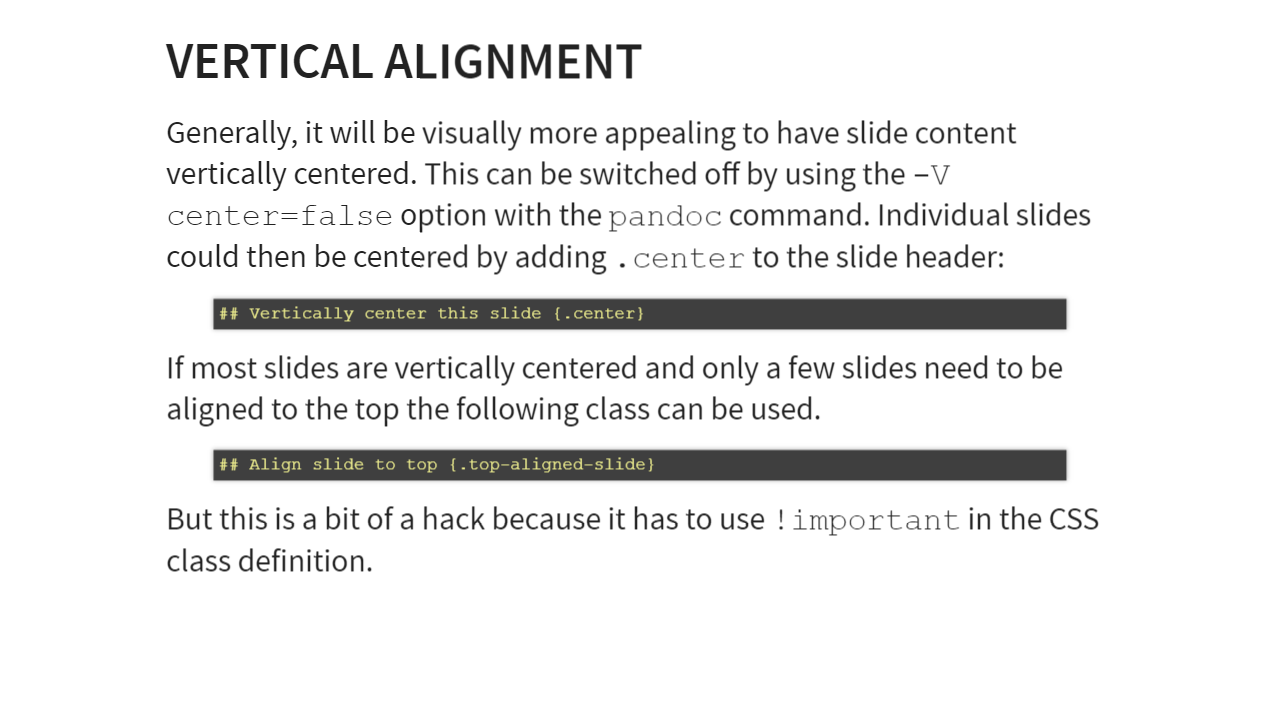 VERTICAL ALIGNMENT
Generally, it will be visually more appealing to have slide content
vertically centered. This can be switched off by using the -V
center=false option with the pandoc command. Individual slides
could then be centered by adding .center to the slide header:
## Vertically center this slide {.center}
If most slides are vertically centered and only a few slides need to be
aligned to the top the following class can be used.
## Align slide to top {.top-aligned-slide}
But this is a bit of a hack because it has to use !important in the CSS
class definition.